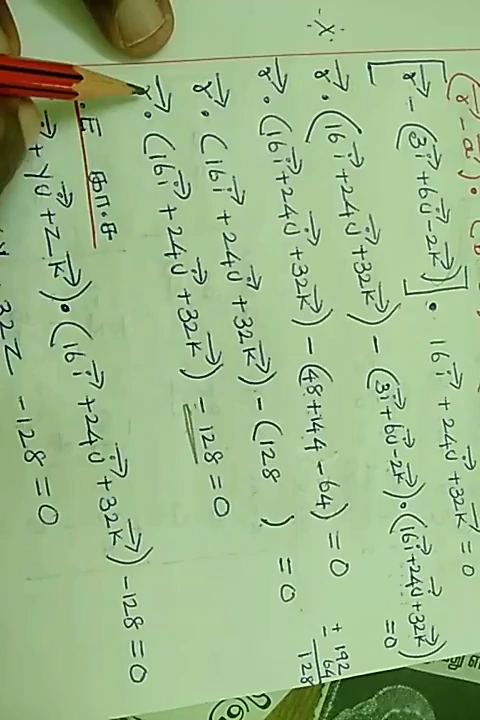 -x-
(r⃗ - a⃗) · (b
[r⃗ - (3i⃗ + 6j⃗ - 2k⃗)] · 16i⃗ + 24j⃗ + 32k⃗ = 0
r⃗ · (16i⃗ + 24j⃗ + 32k⃗) - (3i⃗ + 6j⃗ - 2k⃗) · (16i⃗ + 24j⃗ + 32k⃗) = 0
r⃗ · (16i⃗ + 24j⃗ + 32k⃗) - (48 + 144 - 64) = 0
+ 192
- 64
128
r⃗ · (16i⃗ + 24j⃗ + 32k⃗) - (128 ) = 0
r⃗ · (16i⃗ + 24j⃗ + 32k⃗) - 128 = 0
+ yj⃗ + zk⃗) · (16i⃗ + 24j⃗ + 32k⃗) - 128 = 0
32z - 128 = 0